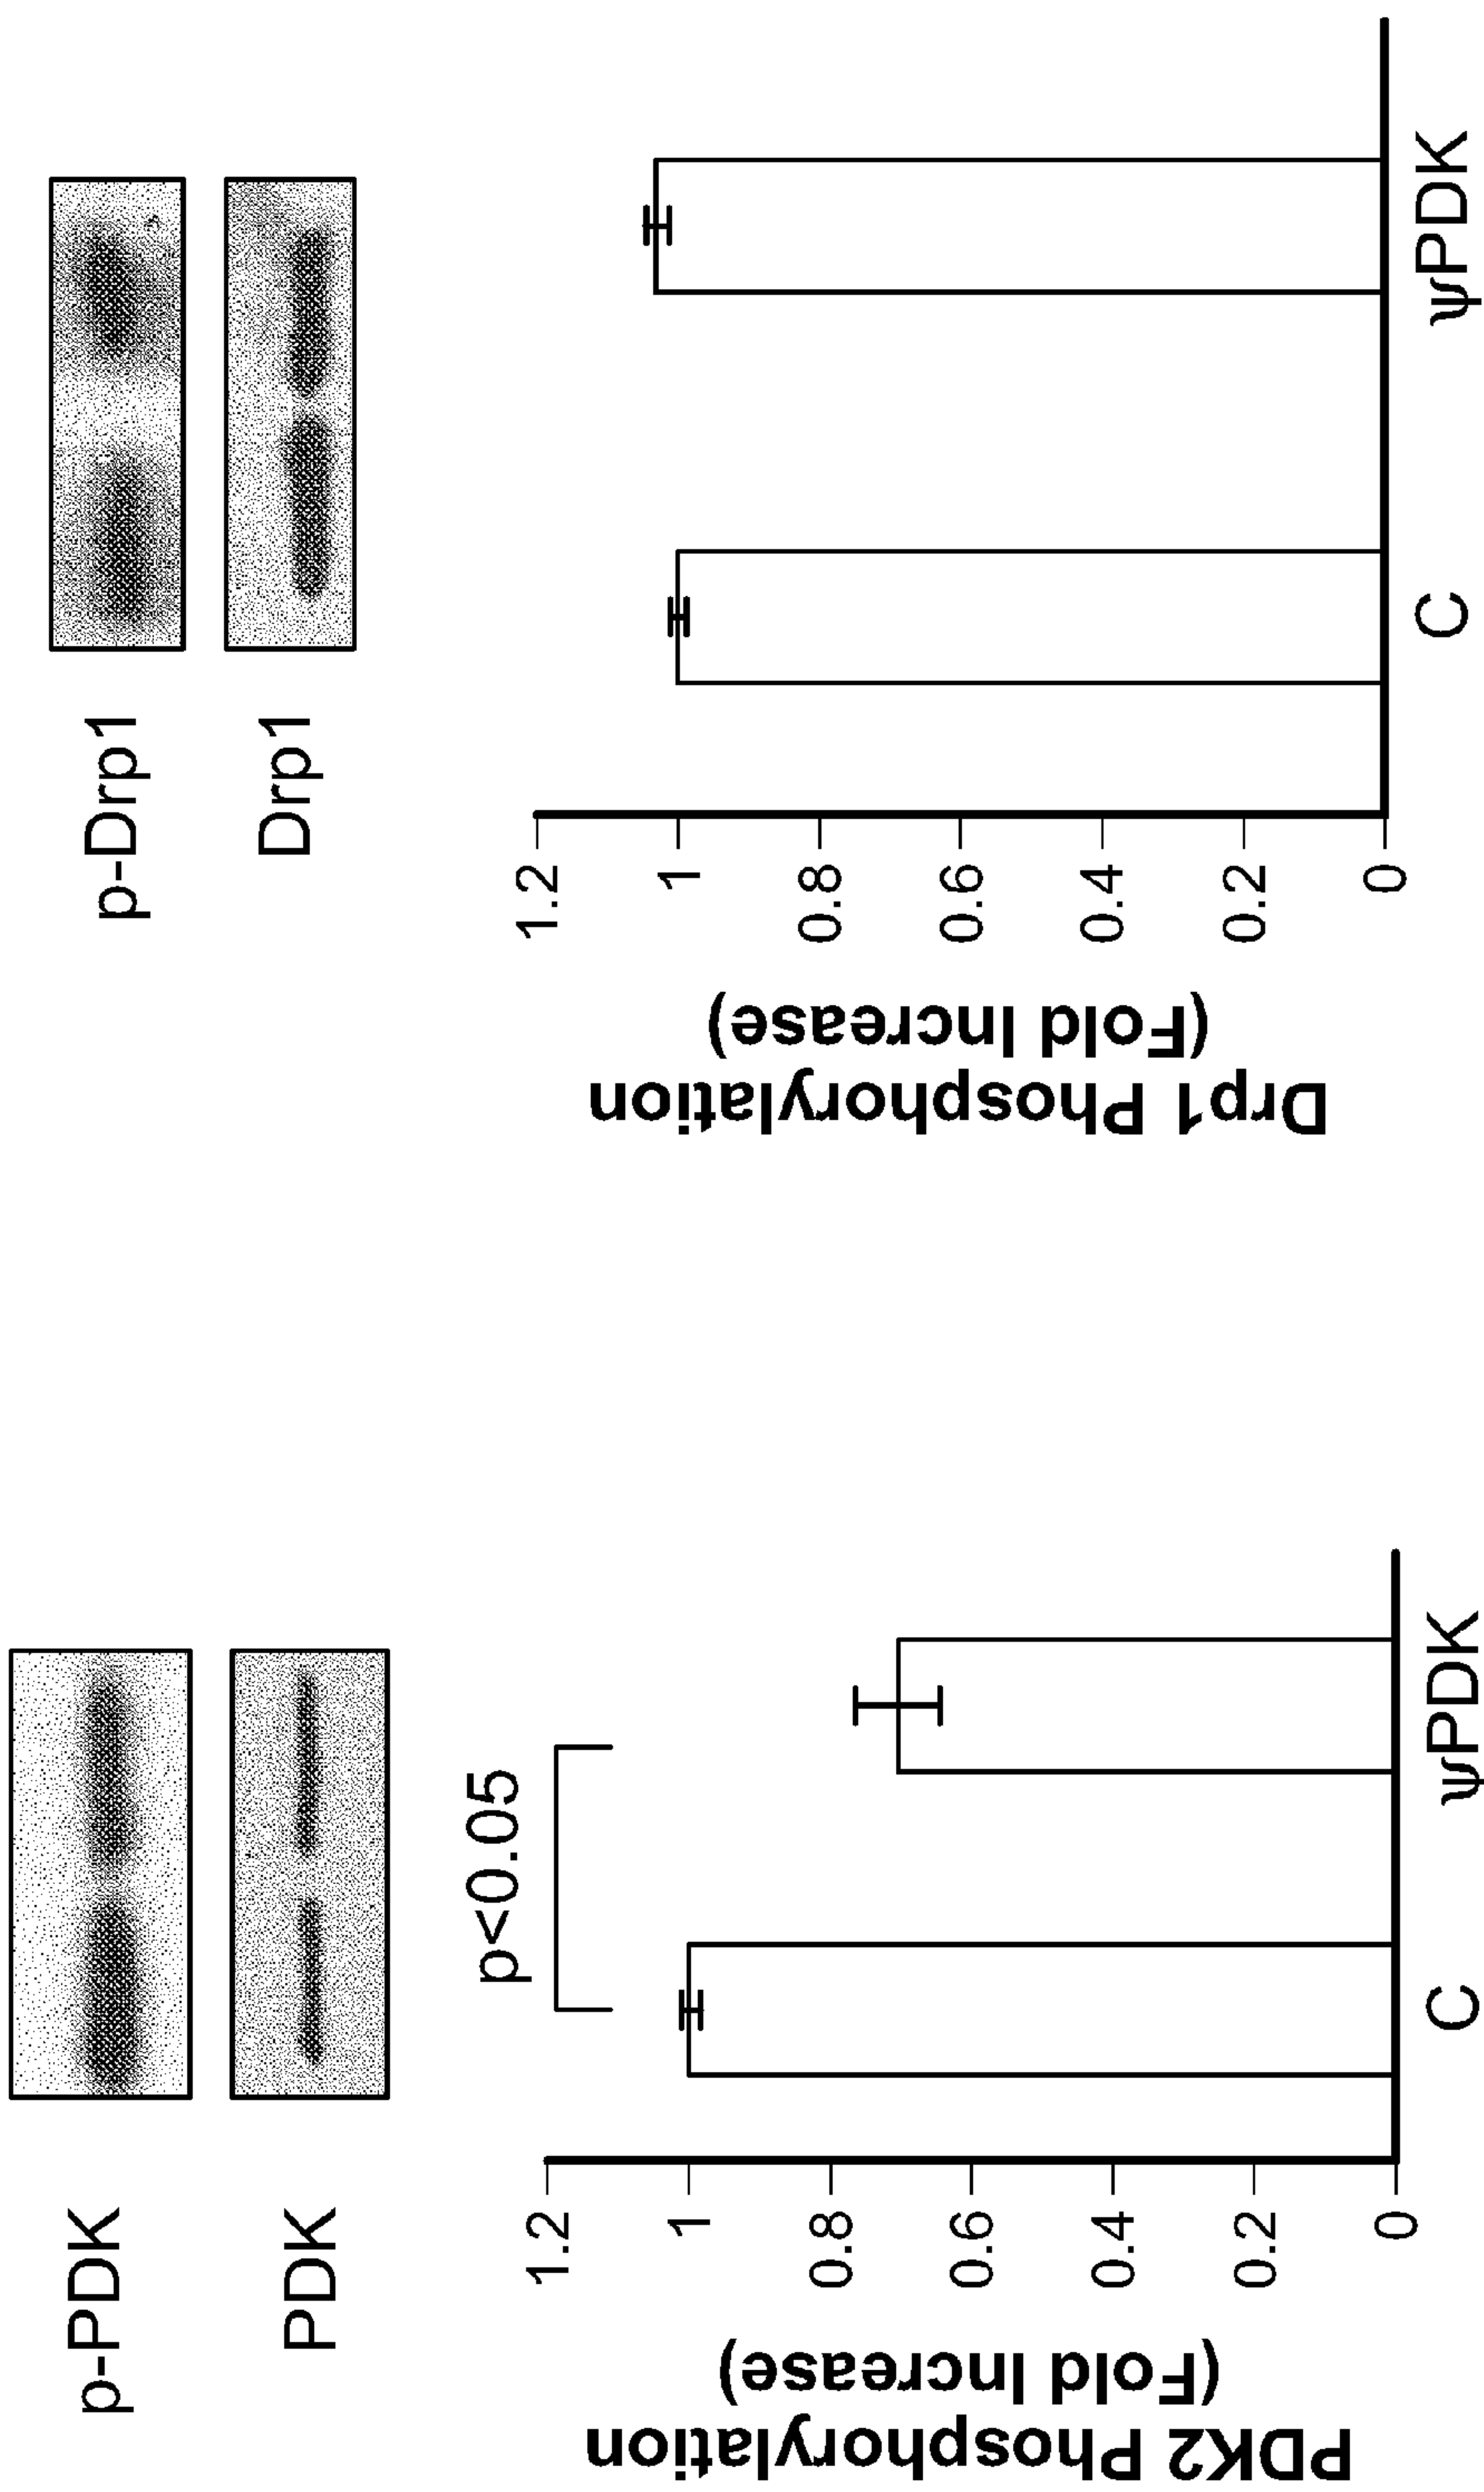 p-PDK
PDK
p<0.05
PDK2 Phosphorylation
(Fold Increase)
1.2
1
0.8
0.6
0.4
0.2
0
C
ψPDK
p-Drp1
Drp1
Drp1 Phosphorylation
(Fold Increase)
1.2
1
0.8
0.6
0.4
0.2
0
C
ψPDK